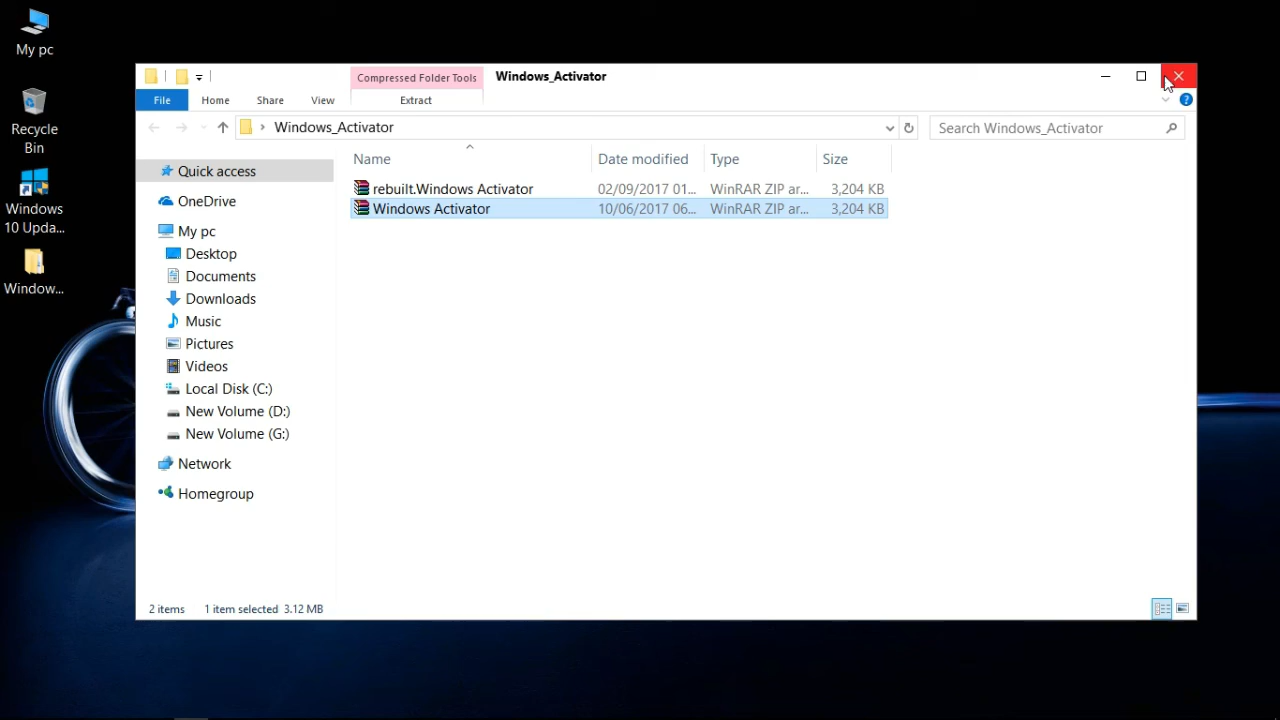 My pc
Recycle
Bin
Windows
10 Upda...
Window...
Compressed Folder Tools
Windows_Activator
File
Home
Share
View
Extract
Windows_Activator
Search Windows_Activator
Name
Date modified
Type
Size
Quick access
OneDrive
My pc
Desktop
Documents
Downloads
Music
Pictures
Videos
Local Disk (C:)
New Volume (D:)
New Volume (G:)
Network
Homegroup
rebuilt.Windows Activator
02/09/2017 01...
WinRAR ZIP ar...
3,204 KB
Windows Activator
10/06/2017 06...
WinRAR ZIP ar...
3,204 KB
2 items
1 item selected 3.12 MB